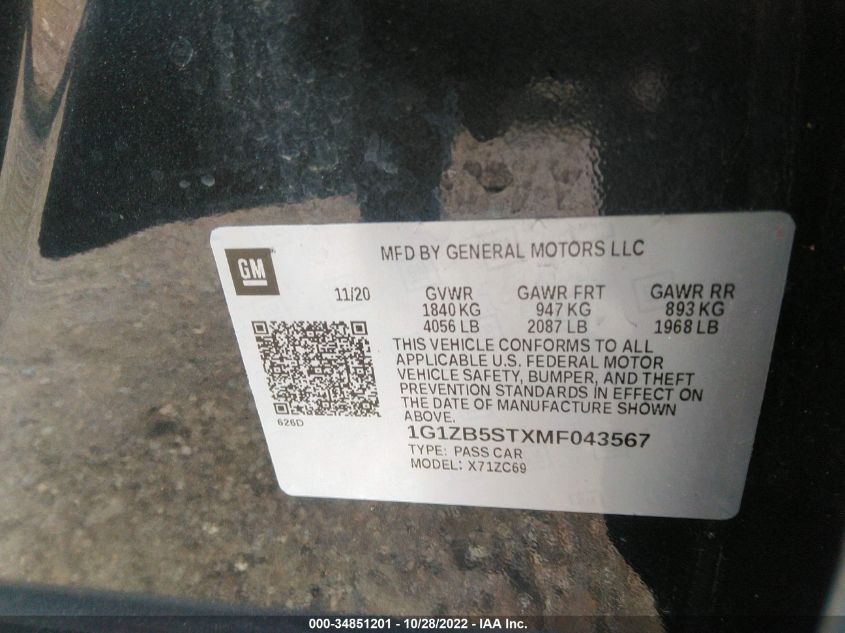 MFD BY GENERAL MOTORS LLC
GM
11/20 GVWR GAWR FRT GAWR RR
1840 KG 947 KG 893 KG
4056 LB 2087 LB 1968 LB
THIS VEHICLE CONFORMS TO ALL
APPLICABLE U.S. FEDERAL MOTOR
VEHICLE SAFETY, BUMPER, AND THEFT
PREVENTION STANDARDS IN EFFECT ON
THE DATE OF MANUFACTURE SHOWN
ABOVE.
626D
1G1ZB5STXMF043567
TYPE: PASS CAR
MODEL: X71ZC69
000-34851201 - 10/28/2022 - IAA Inc.